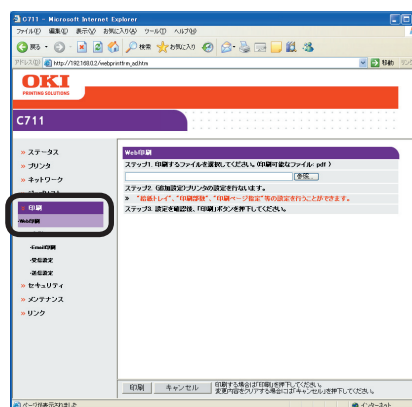 C711 - Microsoft Internet Explorer
ファイル(F) 編集(E) 表示(V) お気に入り(A) ツール(T) ヘルプ(H)
戻る 検索 お気に入り
アドレス(D) http://192.168.0.2/webprintfrm_ad.htm 移動
OKI
PRINTING SOLUTIONS
C711
» ステータス
» プリンタ
» ネットワーク
» ジョブリスト
» 印刷
-Web印刷
-Email印刷
-受信設定
-送信設定
» セキュリティ
» メンテナンス
» リンク
Web印刷
ステップ1. 印刷するファイルを選択してください。(印刷可能なファイル: pdf )
参照...
ステップ2. (追加設定)プリンタの設定を行ないます。
» "給紙トレイ"、"印刷部数"、"印刷ページ指定"等の設定を行うことができます。
ステップ3. 設定を確認後、「印刷」ボタンを押下してください。
印刷 キャンセル 印刷する場合は「印刷」を押下してください。
変更内容をクリアする場合には「キャンセル」を押下してください。
ページが表示されました インターネット